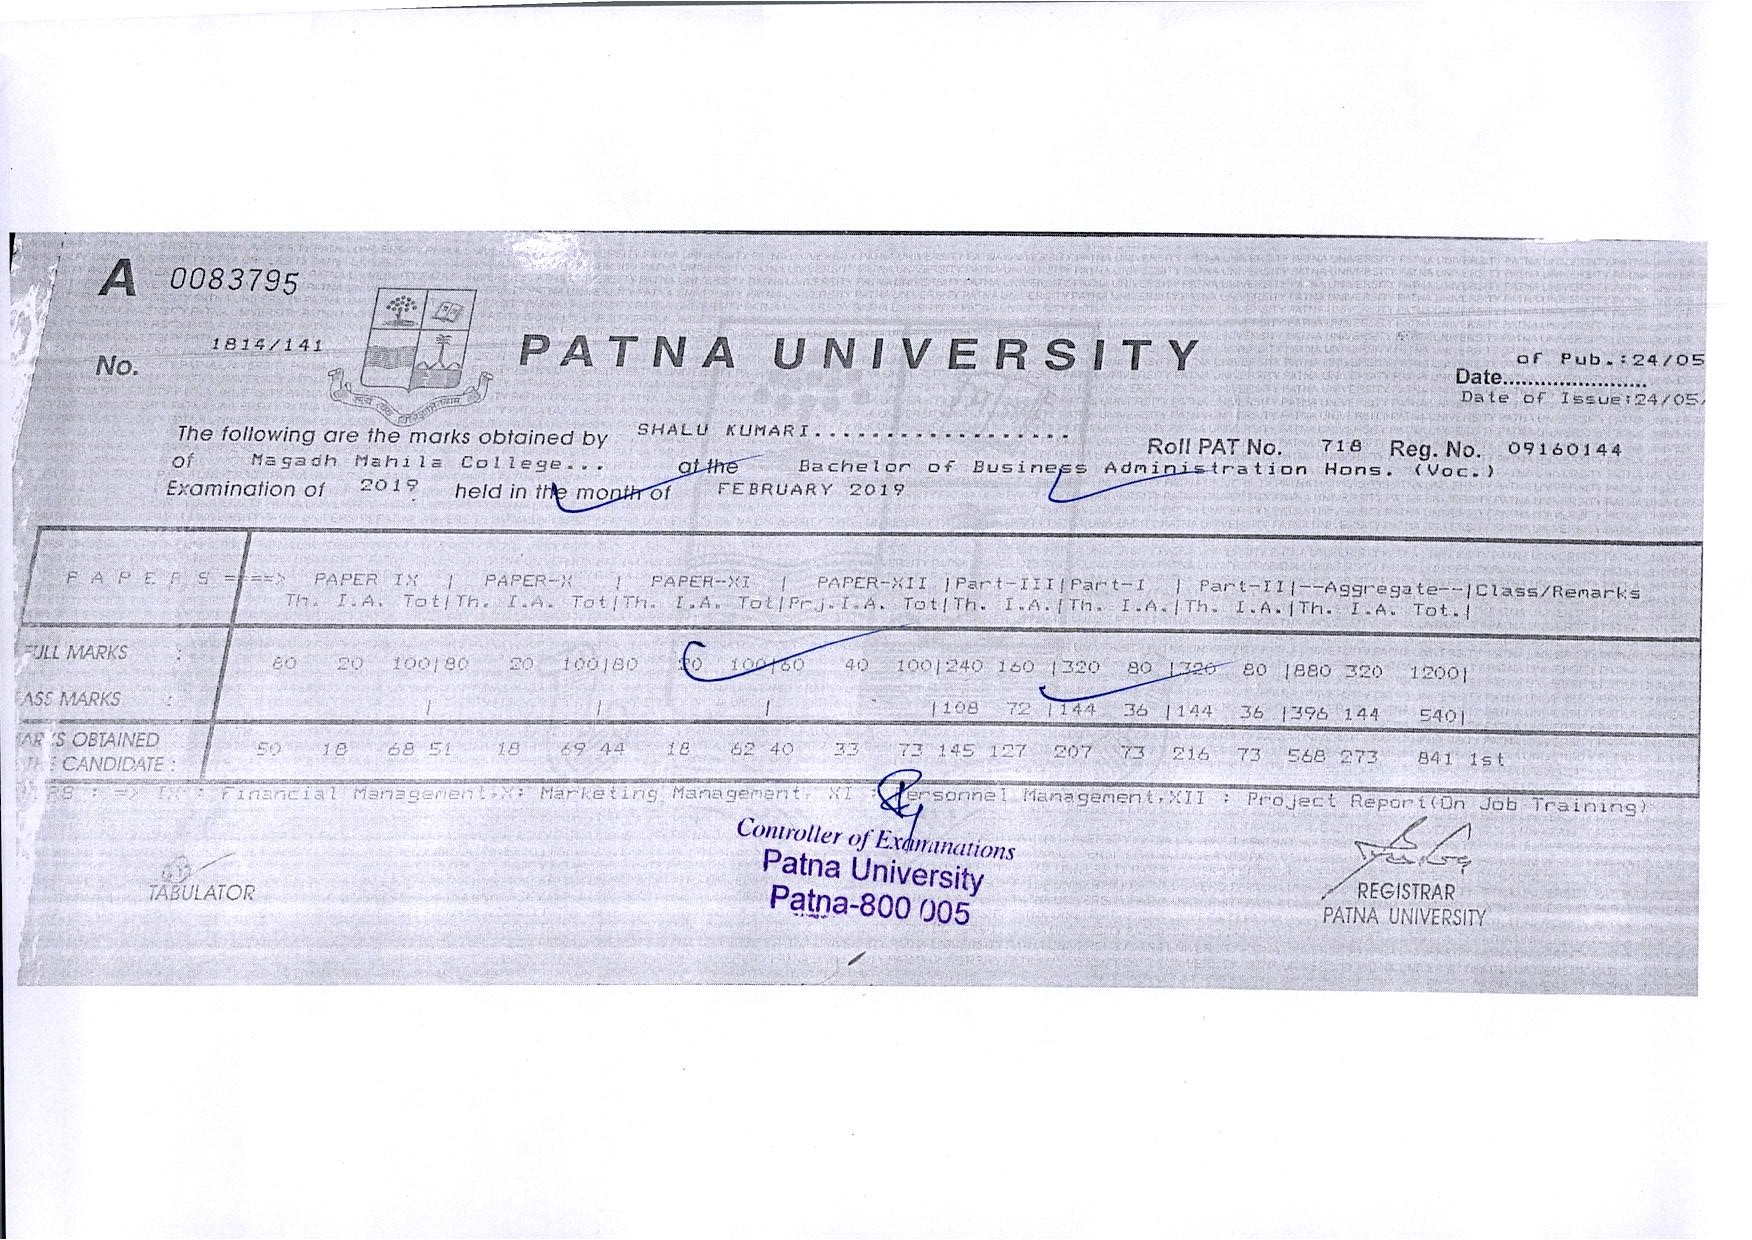 A 0083795
1814/141
No.
PATNA UNIVERSITY
of Pub.:24/05
Date......................
Date of Issue:24/05/
The following are the marks obtained by SHALU KUMARI.................. Roll PAT No. 718 Reg. No. 09160144
of Magadh Mahila College... at the Bachelor of Business Administration Hons. (Voc.)
Examination of 2019 held in the month of FEBRUARY 2019
P A P E R S ====> PAPER IX | PAPER-X | PAPER-XI | PAPER-XII |Part-III|Part-I | Part-II|--Aggregate--|Class/Remarks
Th. I.A. Tot|Th. I.A. Tot|Th. I.A. Tot|Prj.I.A. Tot|Th. I.A.|Th. I.A.|Th. I.A.|Th. I.A. Tot.|
FULL MARKS : 80 20 100|80 20 100|80 20 100|60 40 100|240 160 |320 80 |320 80 |880 320 1200|
ASS MARKS : | | | |108 72 |144 36 |144 36 |396 144 540|
MARKS OBTAINED
THE CANDIDATE : 50 18 68 51 18 69 44 18 62 40 33 73 145 127 207 73 216 73 568 273 841 1st
RS : => IX : Financial Management,X: Marketing Management, XI : Personnel Management,XII : Project Report(On Job Training)
Controller of Examinations
Patna University
Patna-800 005
TABULATOR
REGISTRAR
PATNA UNIVERSITY